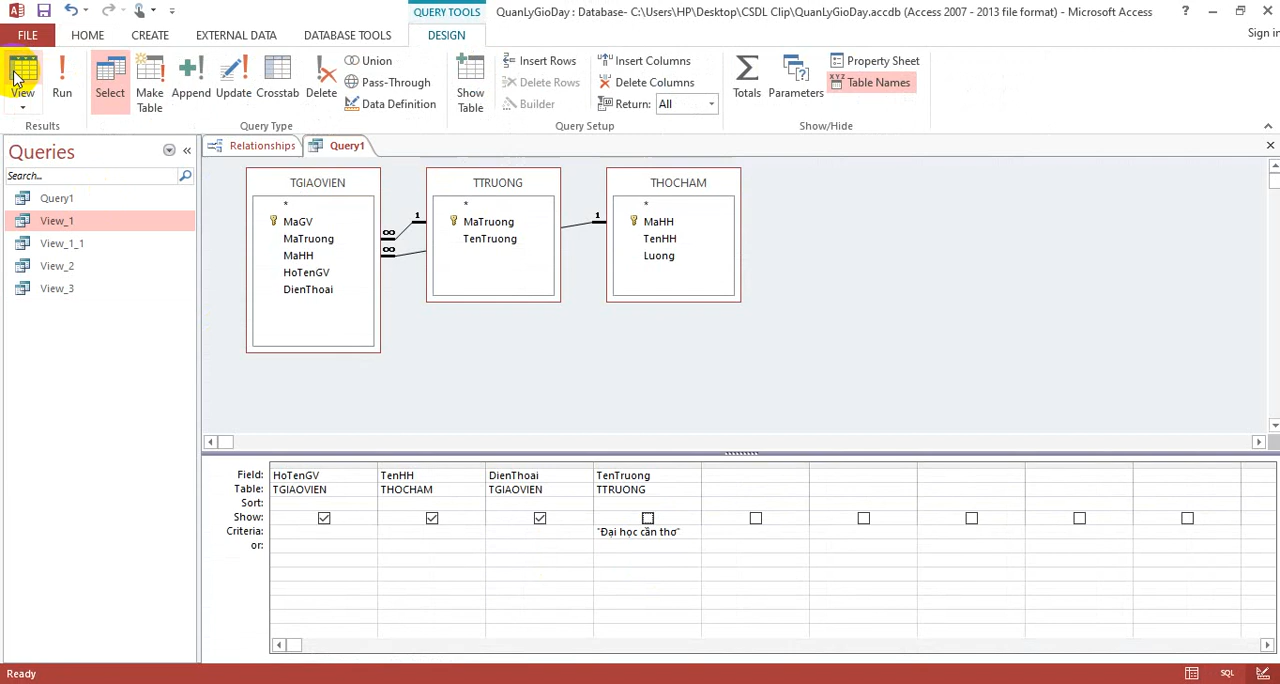 QUERY TOOLS
QuanLyGioDay : Database- C:\Users\HP\Desktop\CSDL Clip\QuanLyGioDay.accdb (Access 2007 - 2013 file format) - Microsoft Access
FILE HOME CREATE EXTERNAL DATA DATABASE TOOLS DESIGN Sign in
View
Run
Select
Make Table
Append
Update
Crosstab
Delete
Union
Pass-Through
Data Definition
Show Table
Insert Rows
Delete Rows
Builder
Insert Columns
Delete Columns
Return: All
Totals
Parameters
Property Sheet
Table Names
Results Query Type Query Setup Show/Hide
Queries
Search...
Query1
View_1
View_1_1
View_2
View_3
Relationships Query1
TGIAOVIEN
*
MaGV
MaTruong
MaHH
HoTenGV
DienThoai
1
∞
∞
TTRUONG
*
MaTruong
TenTruong
1
THOCHAM
*
MaHH
TenHH
Luong
Field: HoTenGV TenHH DienThoai TenTruong
Table: TGIAOVIEN THOCHAM TGIAOVIEN TTRUONG
Sort:
Show:
Criteria: "Đại học cần thơ"
or:
Ready SQL